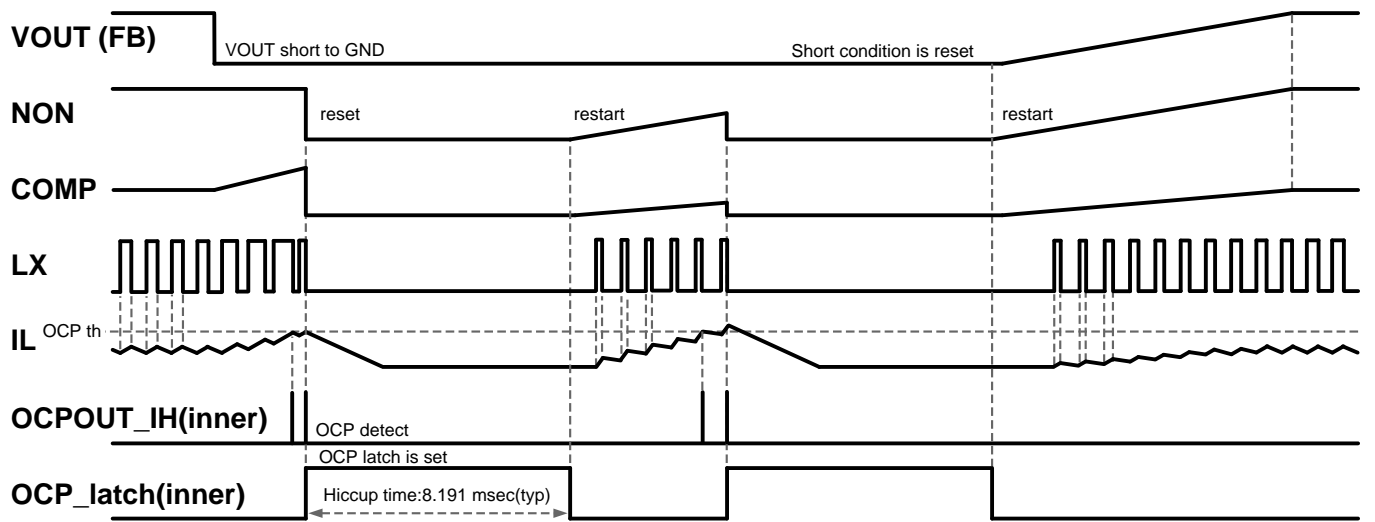 VOUT (FB)
VOUT short to GND
Short condition is reset
NON
reset
restart
restart
COMP
LX
IL
OCP th
OCPOUT_IH(inner)
OCP detect
OCP latch is set
OCP_latch(inner)
Hiccup time:8.191 msec(typ)